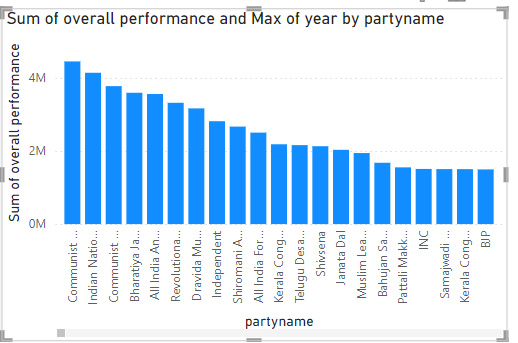 Sum of overall performance and Max of year by partyname
Sum of overall performance
4M
2M
0M
Communist ...
Indian Natio...
Communist ...
Bharatiya Ja...
All India An...
Revolutiona...
Dravida Mu...
Independent
Shiromani A...
All India For...
Kerala Cong...
Telugu Desa...
Shivsena
Janata Dal
Muslim Lea...
Bahujan Sa...
Pattali Makk...
INC
Samajwadi ...
Kerala Cong...
BJP
partyname